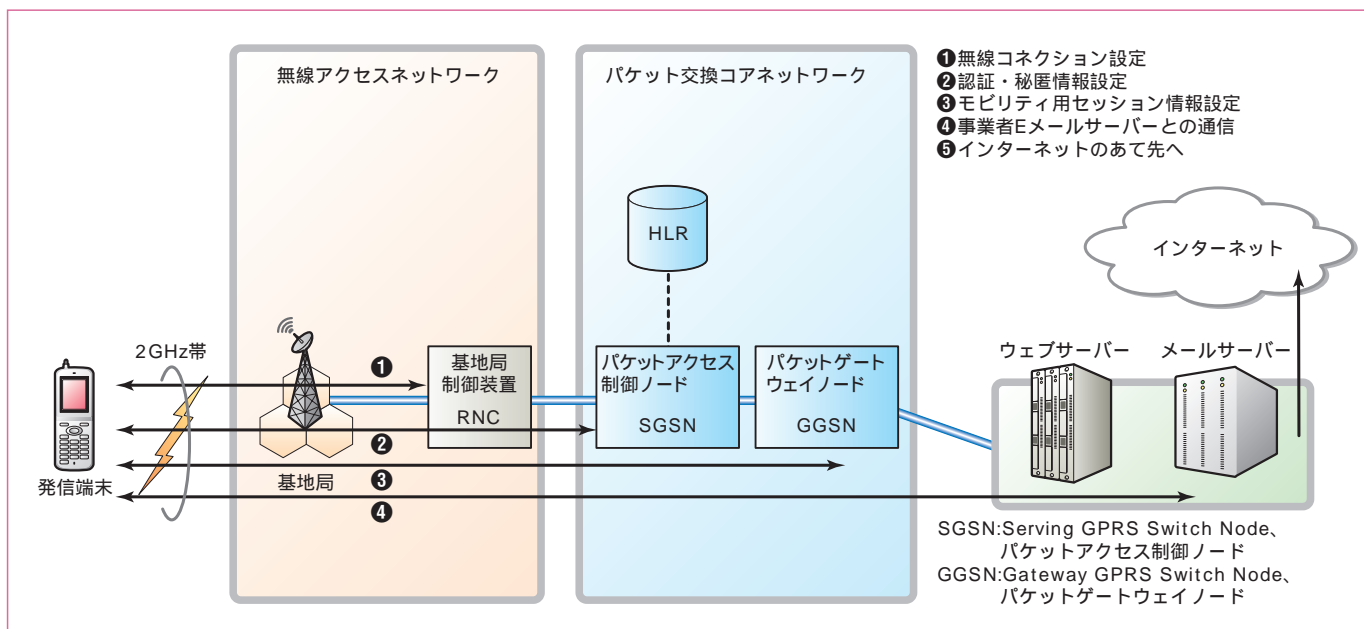 無線アクセスネットワーク
パケット交換コアネットワーク
❶無線コネクション設定
❷認証・秘匿情報設定
❸モビリティ用セッション情報設定
❹事業者Eメールサーバーとの通信
❺インターネットのあて先へ
HLR
インターネット
2GHz帯
❶
基地局
制御装置
RNC
パケットアクセス
制御ノード
SGSN
パケットゲート
ウェイノード
GGSN
ウェブサーバー
メールサーバー
❷
発信端末
基地局
❸
❹
SGSN:Serving GPRS Switch Node、
パケットアクセス制御ノード
GGSN:Gateway GPRS Switch Node、
パケットゲートウェイノード